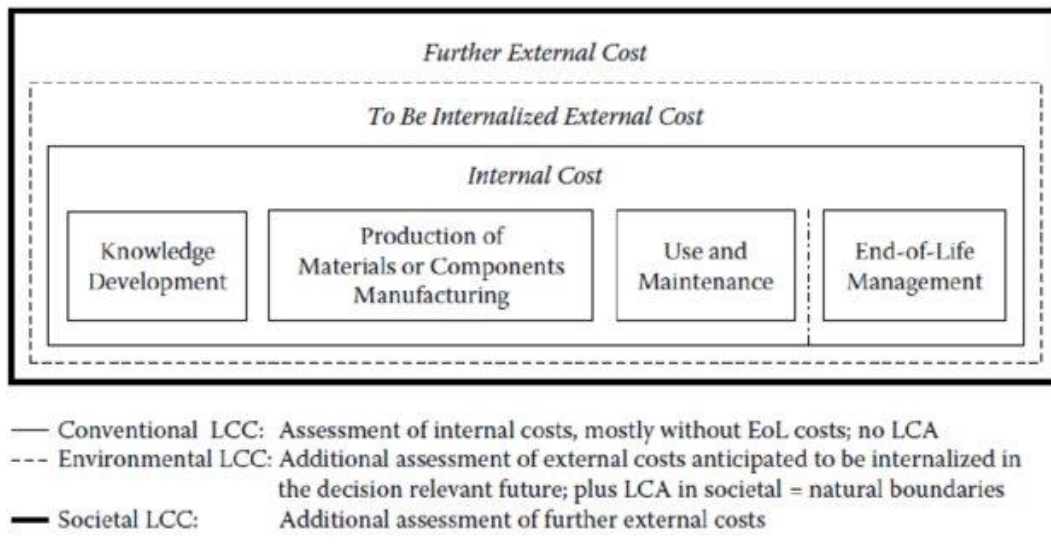 Further External Cost
To Be Internalized External Cost
Internal Cost
Knowledge
Development
Production of
Materials or Components
Manufacturing
Use and
Maintenance
End-of-Life
Management
Conventional LCC: Assessment of internal costs, mostly without EoL costs; no LCA
Environmental LCC: Additional assessment of external costs anticipated to be internalized in
the decision relevant future; plus LCA in societal = natural boundaries
Societal LCC: Additional assessment of further external costs